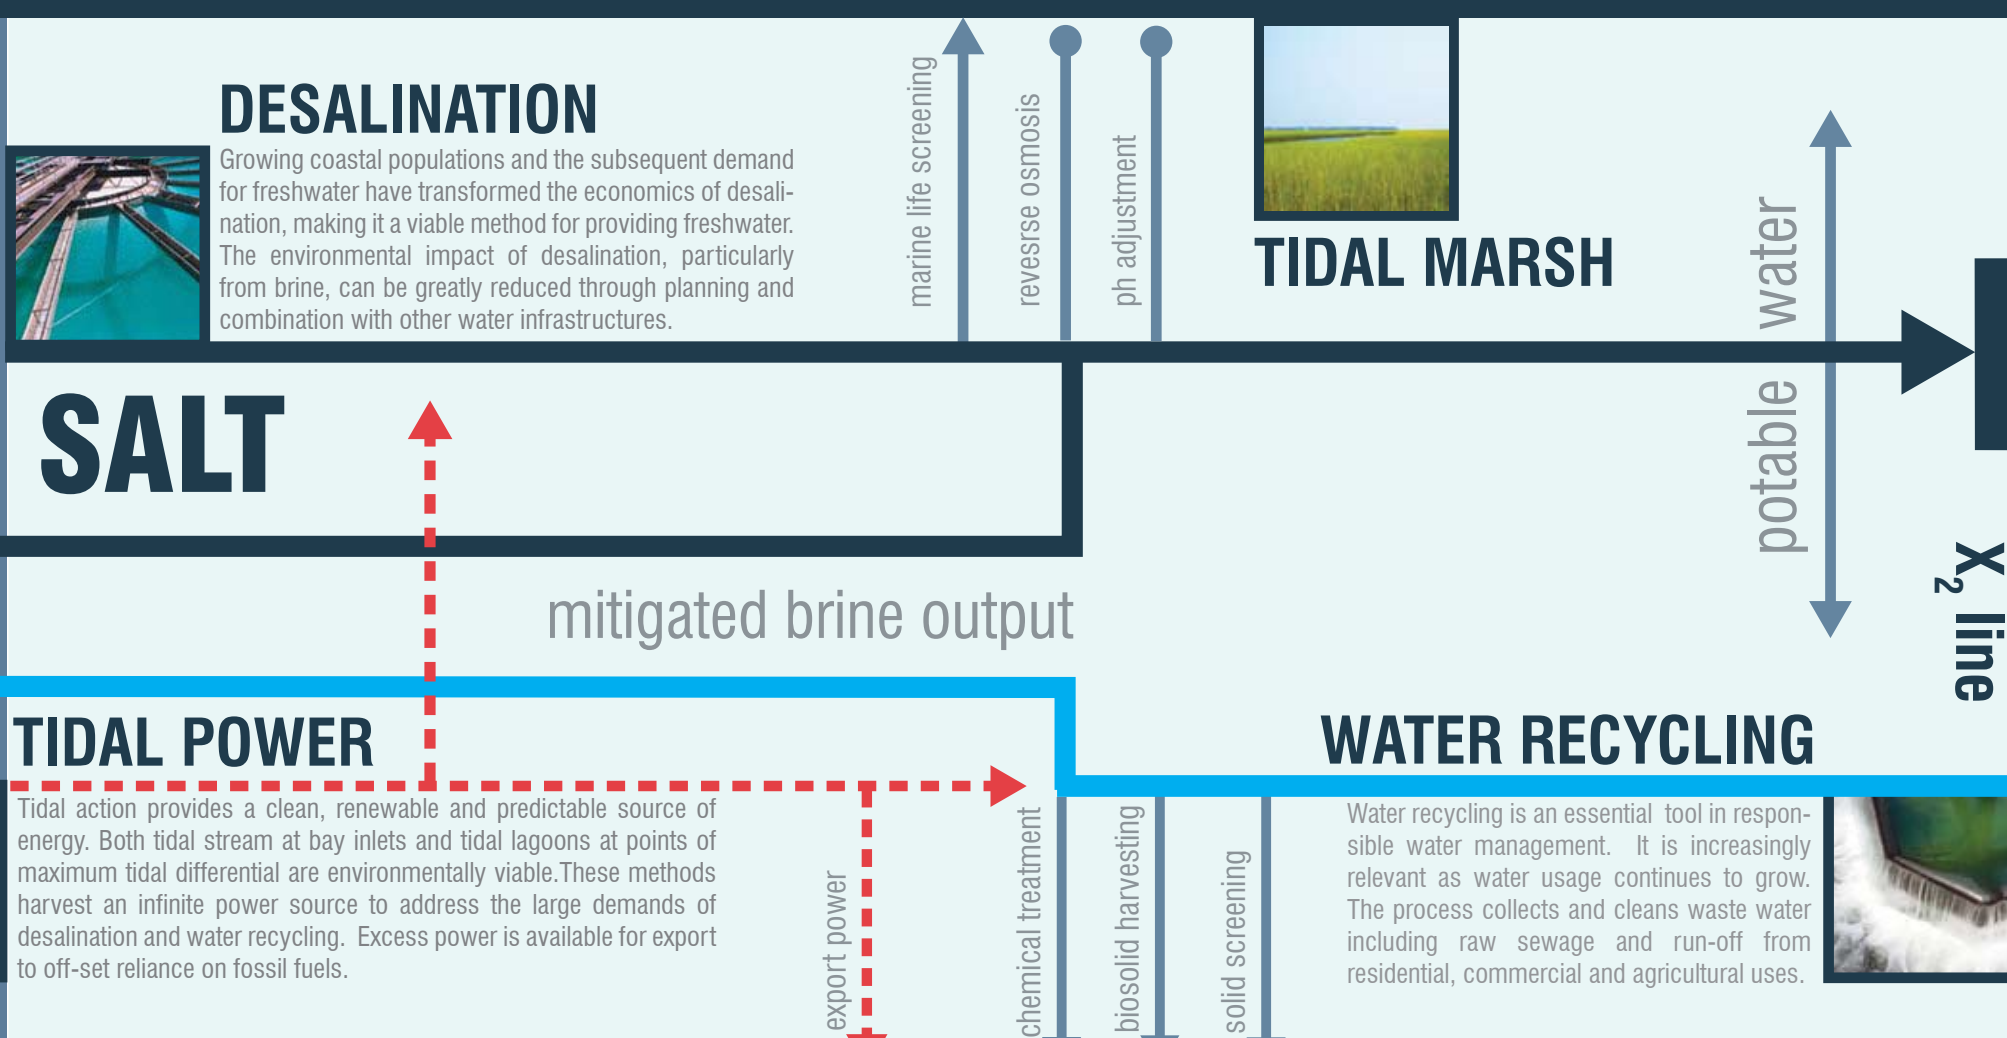 DESALINATION
Growing coastal populations and the subsequent demand
for freshwater have transformed the economics of desali-
nation, making it a viable method for providing freshwater.
The environmental impact of desalination, particularly
from brine, can be greatly reduced through planning and
combination with other water infrastructures.
marine life screening
revesrse osmosis
ph adjustment
TIDAL MARSH
potable water
SALT
mitigated brine output
X2 line
TIDAL POWER
Tidal action provides a clean, renewable and predictable source of
energy. Both tidal stream at bay inlets and tidal lagoons at points of
maximum tidal differential are environmentally viable.These methods
harvest an infinite power source to address the large demands of
desalination and water recycling. Excess power is available for export
to off-set reliance on fossil fuels.
export power
chemical treatment
biosolid harvesting
solid screening
WATER RECYCLING
Water recycling is an essential tool in respon-
sible water management. It is increasingly
relevant as water usage continues to grow.
The process collects and cleans waste water
including raw sewage and run-off from
residential, commercial and agricultural uses.